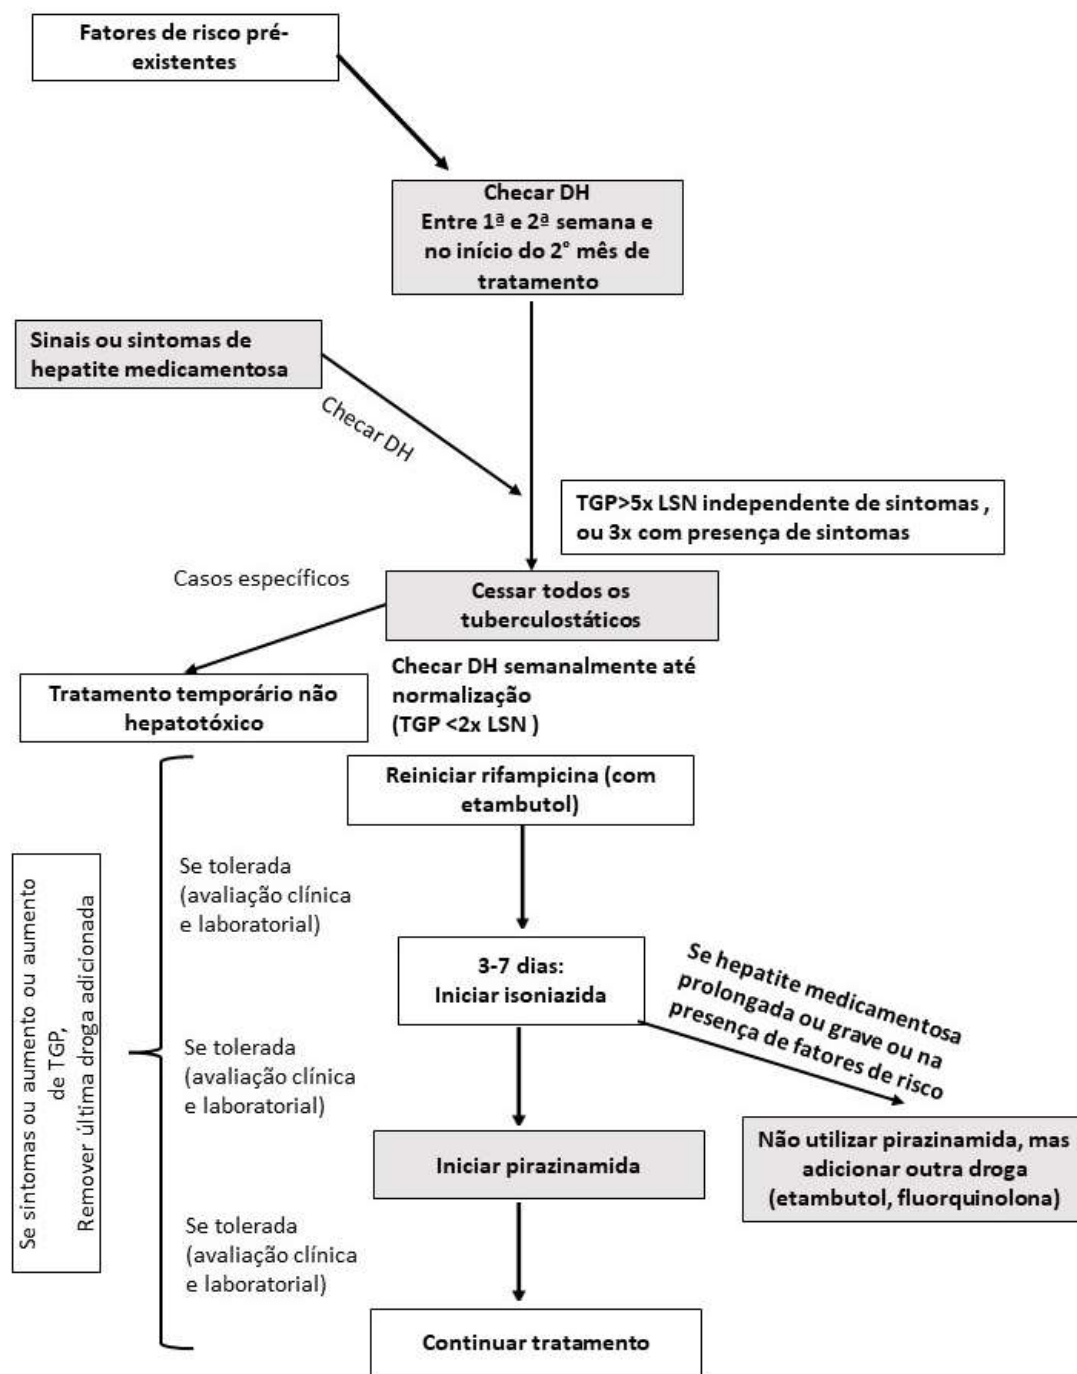 Fatores de risco pré-
existentes
Checar DH
Entre 1ª e 2ª semana e
no início do 2° mês de
tratamento
Sinais ou sintomas de
hepatite medicamentosa
Checar DH
TGP>5x LSN independente de sintomas ,
ou 3x com presença de sintomas
Casos específicos
Cessar todos os
tuberculostáticos
Tratamento temporário não
hepatotóxico
Checar DH semanalmente até
normalização
(TGP <2x LSN )
Reiniciar rifampicina (com
etambutol)
Se tolerada
(avaliação clínica
e laboratorial)
3-7 dias:
Iniciar isoniazida
Se hepatite medicamentosa
prolongada ou grave ou na
presença de fatores de risco
Se sintomas ou aumento ou aumento
de TGP,
Remover última droga adicionada
Se tolerada
(avaliação clínica
e laboratorial)
Iniciar pirazinamida
Não utilizar pirazinamida, mas
adicionar outra droga
(etambutol, fluorquinolona)
Se tolerada
(avaliação clínica
e laboratorial)
Continuar tratamento